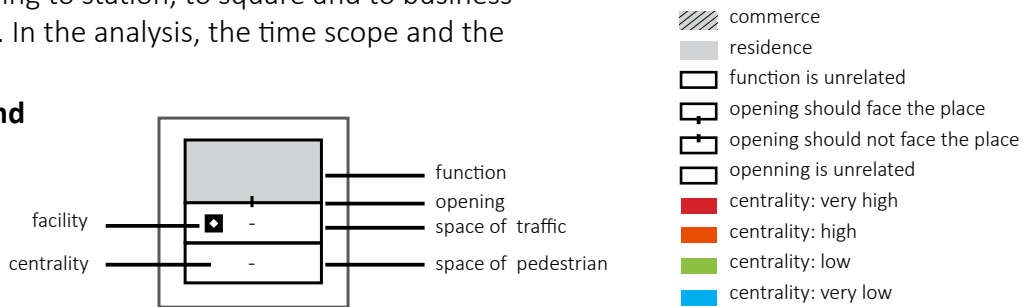 ng to station, to square and to business
. In the analysis, the time scope and the
nd
function
opening
facility
space of traffic
-
centrality
space of pedestrian
-
commerce
residence
function is unrelated
opening should face the place
opening should not face the place
openning is unrelated
centrality: very high
centrality: high
centrality: low
centrality: very low